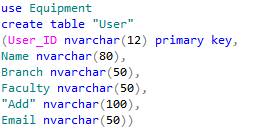 use Equipment
create table "User"
(User_ID nvarchar(12) primary key,
Name nvarchar(80),
Branch nvarchar(50),
Faculty nvarchar(50),
"Add" nvarchar(100),
Email nvarchar(50))